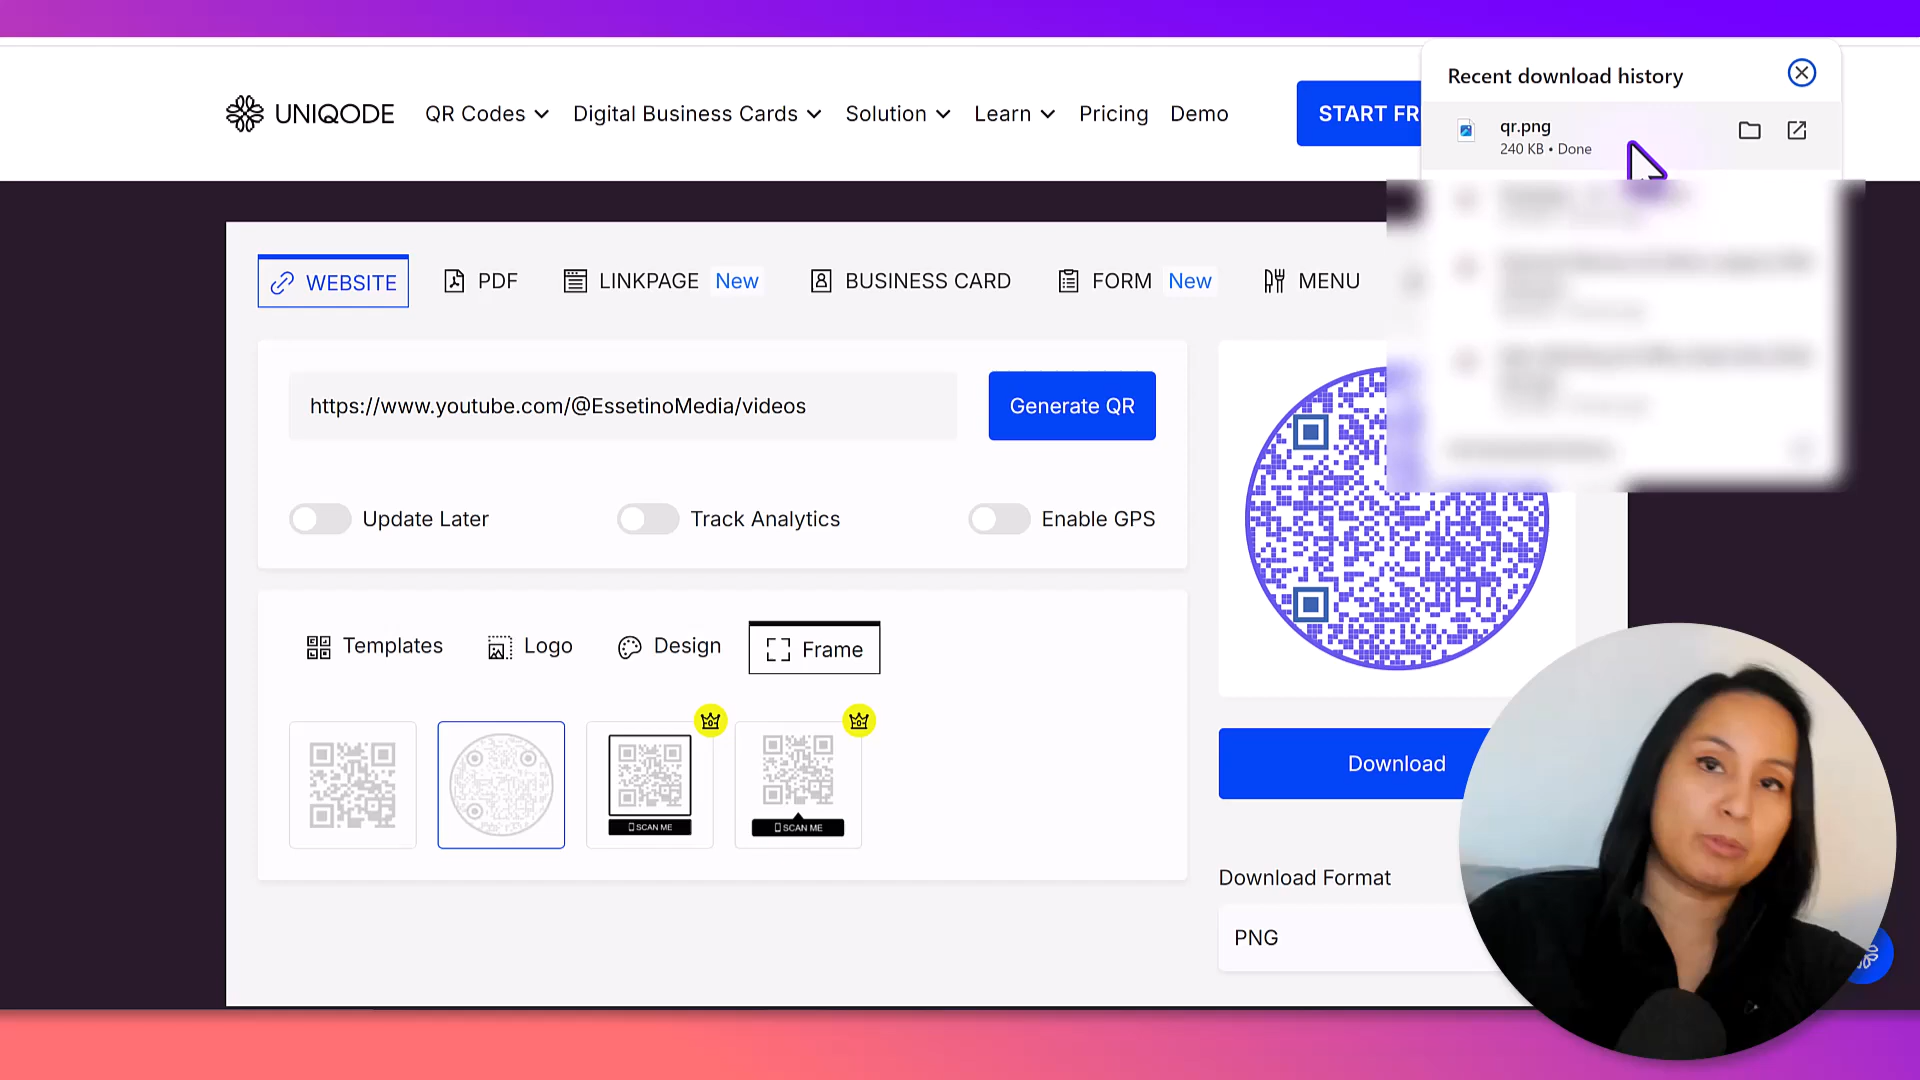 UNIQODE QR Codes Digital Business Cards Solution Learn Pricing Demo START FR
Recent download history
qr.png
240 KB • Done
WEBSITE PDF LINKPAGE New BUSINESS CARD FORM New MENU
https://www.youtube.com/@EssetinoMedia/videos
Generate QR
Update Later Track Analytics Enable GPS
Templates Logo Design Frame
SCAN ME
SCAN ME
Download
Download Format
PNG